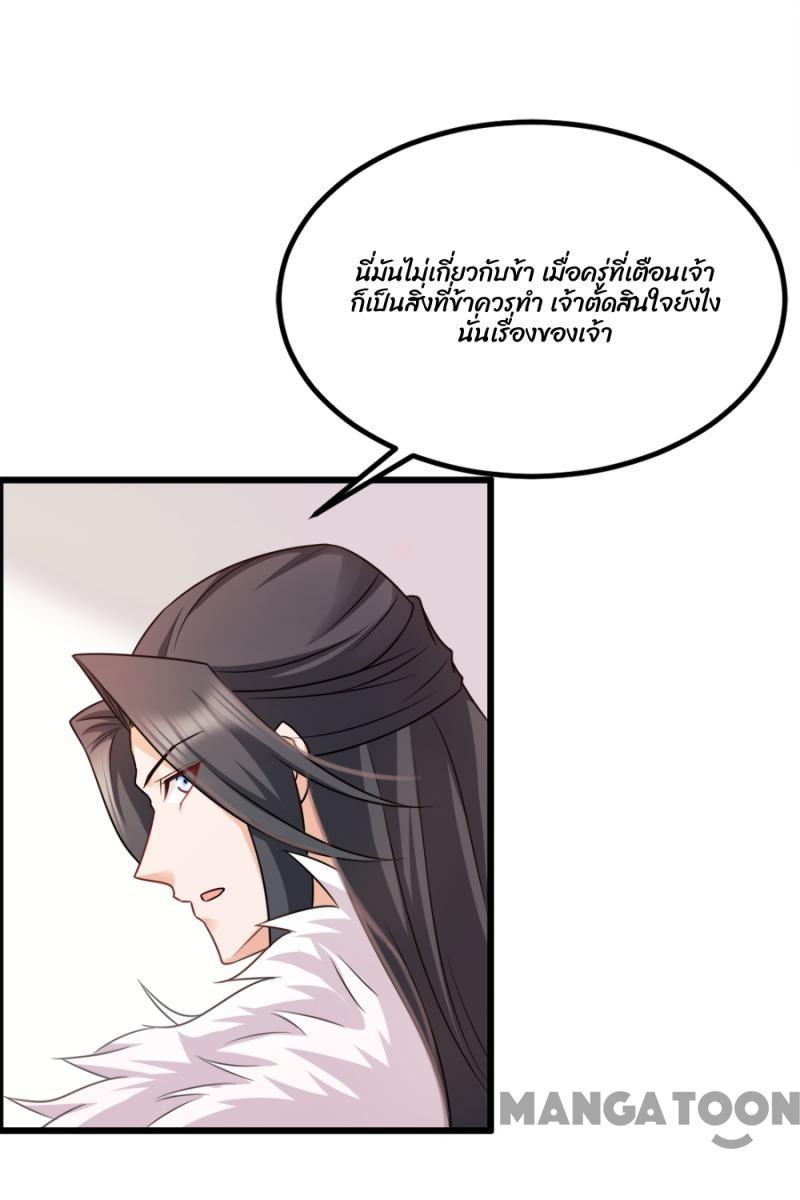 นี่มันไม่เกี่ยวกับข้า เมื่อครู่ที่เตือนเจ้า
ก็เป็นสิ่งที่ข้าควรทำ เจ้าตัดสินใจยังไง
นั่นเรื่องของเจ้า
MANGATOON